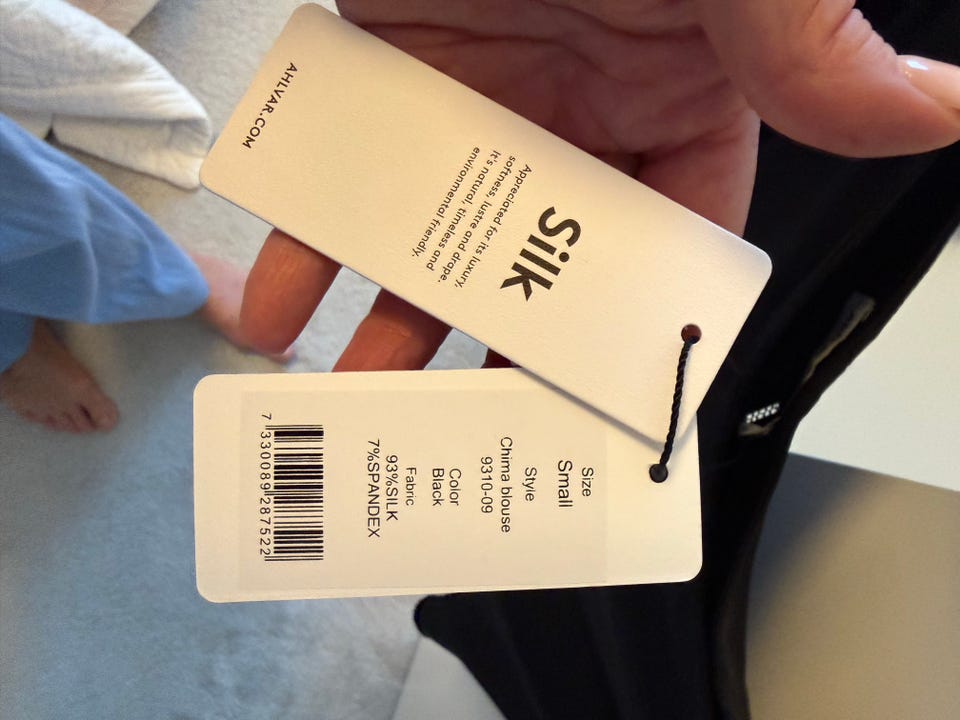 Silk
Appreciated for its luxury,
softness, lustre and drape.
It's natural, timeless and
environmental friendly.
AHLVAR.COM
Size
Small
Style
Chima blouse
9310-09
Color
Black
Fabric
93%SILK
7%SPANDEX
7 330089 287522